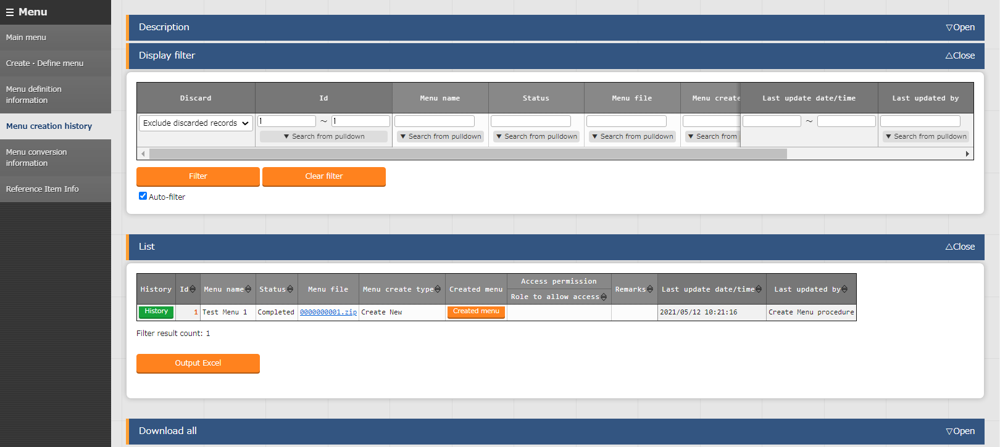 ☰ Menu
Main menu
Create・Define menu
Menu definition
information
Menu creation history
Menu conversion
information
Reference Item Info
Description ▽Open
Display filter △Close
Discard Id Menu name Status Menu file Menu create Last update date/time Last updated by
Exclude discarded records 1 ～ 1 ～
▼ Search from pulldown ▼ Search from pulldown ▼ Search from pulldown ▼ Search from pulldown ▼ Search from ▼ Search from pulldown
Filter Clear filter
Auto-filter
List △Close
History Id Menu name Status Menu file Menu create type Created menu Access permission Remarks Last update date/time Last updated by
Role to allow access
History 1 Test Menu 1 Completed 0000000001.zip Create New Created menu 2021/05/12 10:21:16 Create Menu procedure
Filter result count: 1
Output Excel
Download all ▽Open